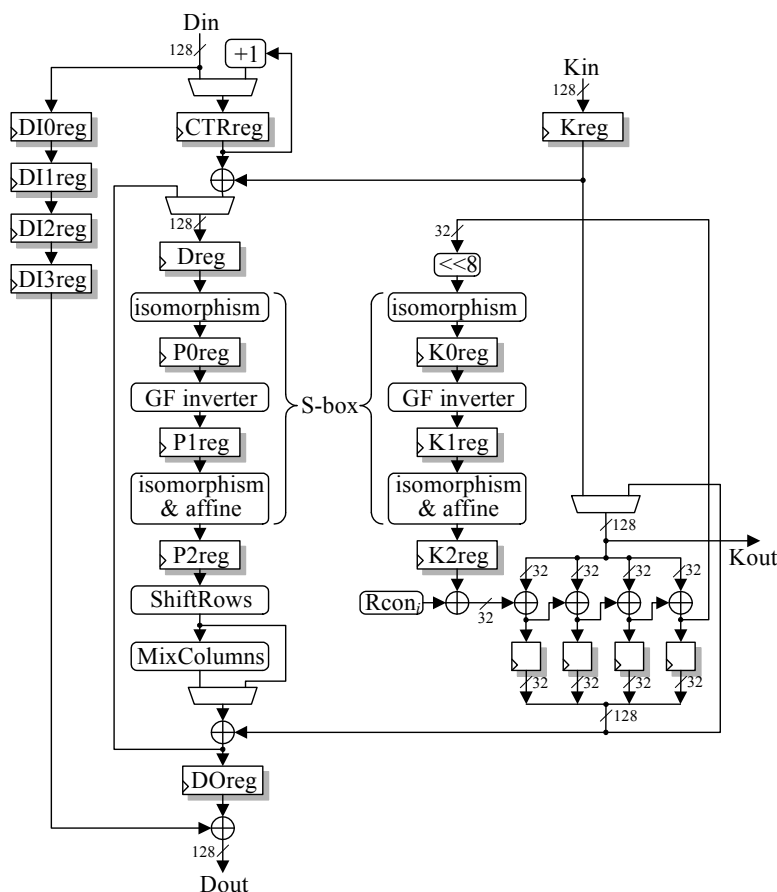 Din
128
+1
Kin
128
DI0reg
CTRreg
Kreg
DI1reg
DI2reg
128
32
Dreg
<<8
DI3reg
isomorphism
isomorphism
P0reg
K0reg
GF inverter
S-box
GF inverter
P1reg
K1reg
isomorphism
& affine
isomorphism
& affine
128
P2reg
K2reg
Kout
32
32
32
32
ShiftRows
Rconi
32
MixColumns
32
32
32
32
128
DOreg
128
Dout